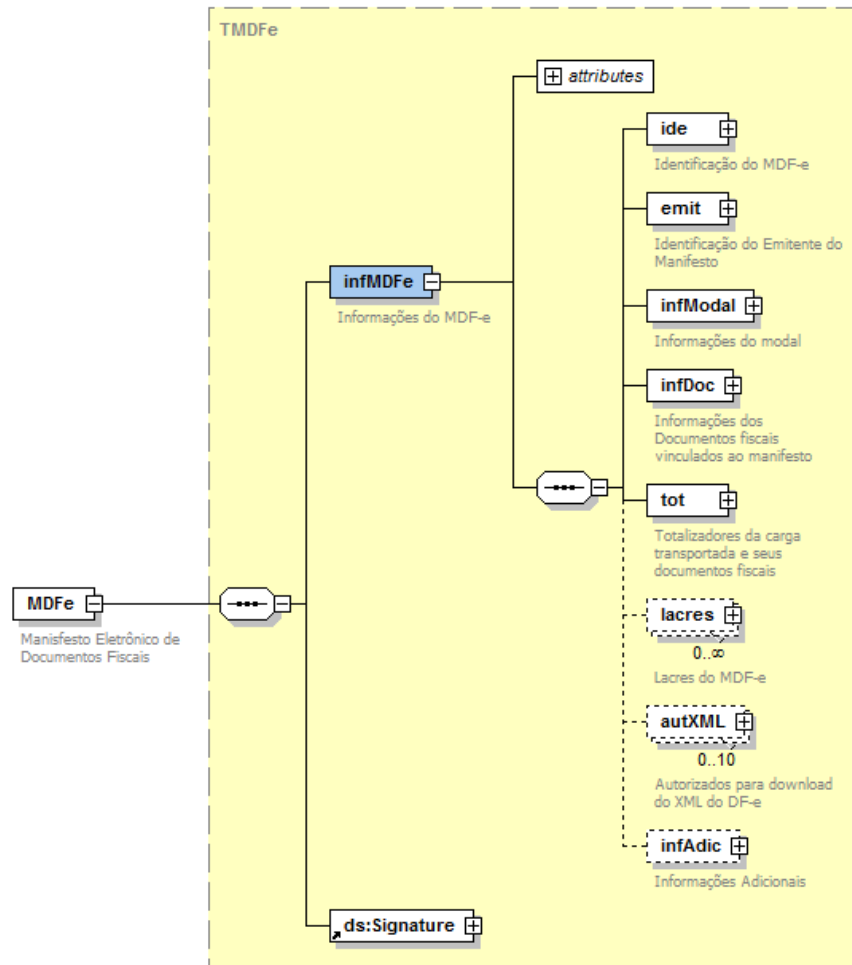 TMDFe
attributes
ide
Identificação do MDF-e
emit
Identificação do Emitente do
Manifesto
infMDFe
Informações do MDF-e
infModal
Informações do modal
infDoc
Informações dos
Documentos fiscais
vinculados ao manifesto
tot
Totalizadores da carga
transportada e seus
documentos fiscais
MDFe
Manisfesto Eletrônico de
Documentos Fiscais
lacres
0..∞
Lacres do MDF-e
autXML
0..10
Autorizados para download
do XML do DF-e
infAdic
Informações Adicionais
ds:Signature